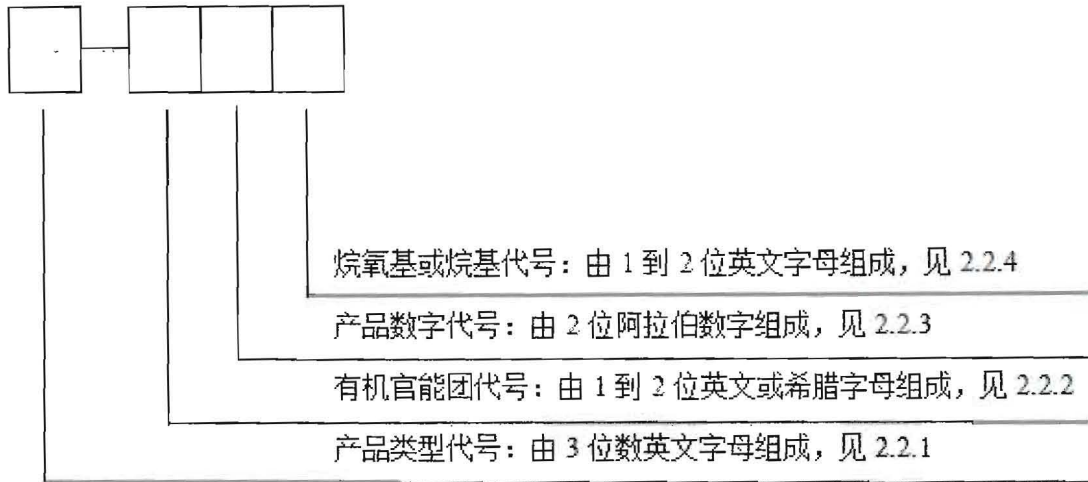 烷氧基或烷基代号：由 1 到 2 位英文字母组成，见 2.2.4
产品数字代号：由 2 位阿拉伯数字组成，见 2.2.3
有机官能团代号：由 1 到 2 位英文或希腊字母组成，见 2.2.2
产品类型代号：由 3 位数英文字母组成，见 2.2.1